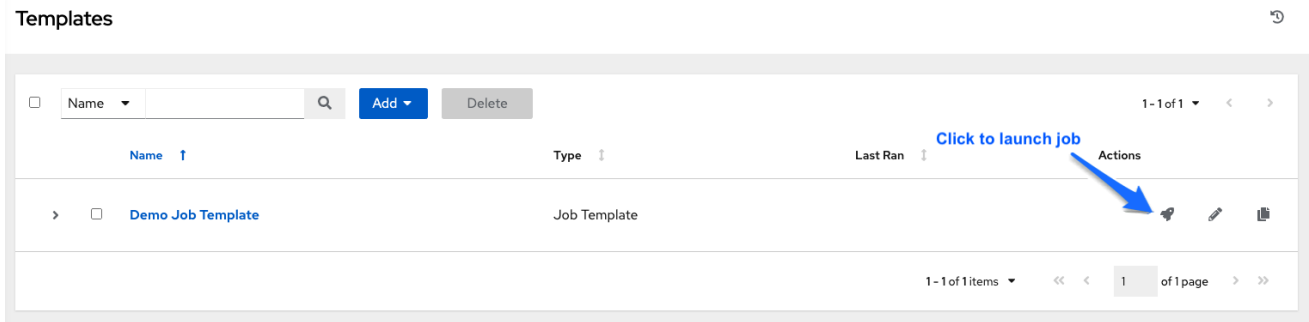 Templates
Name
Add
Delete
1 - 1 of 1
Click to launch job
Name Type Last Ran Actions
Demo Job Template Job Template
1 - 1 of 1 items 1 of 1 page